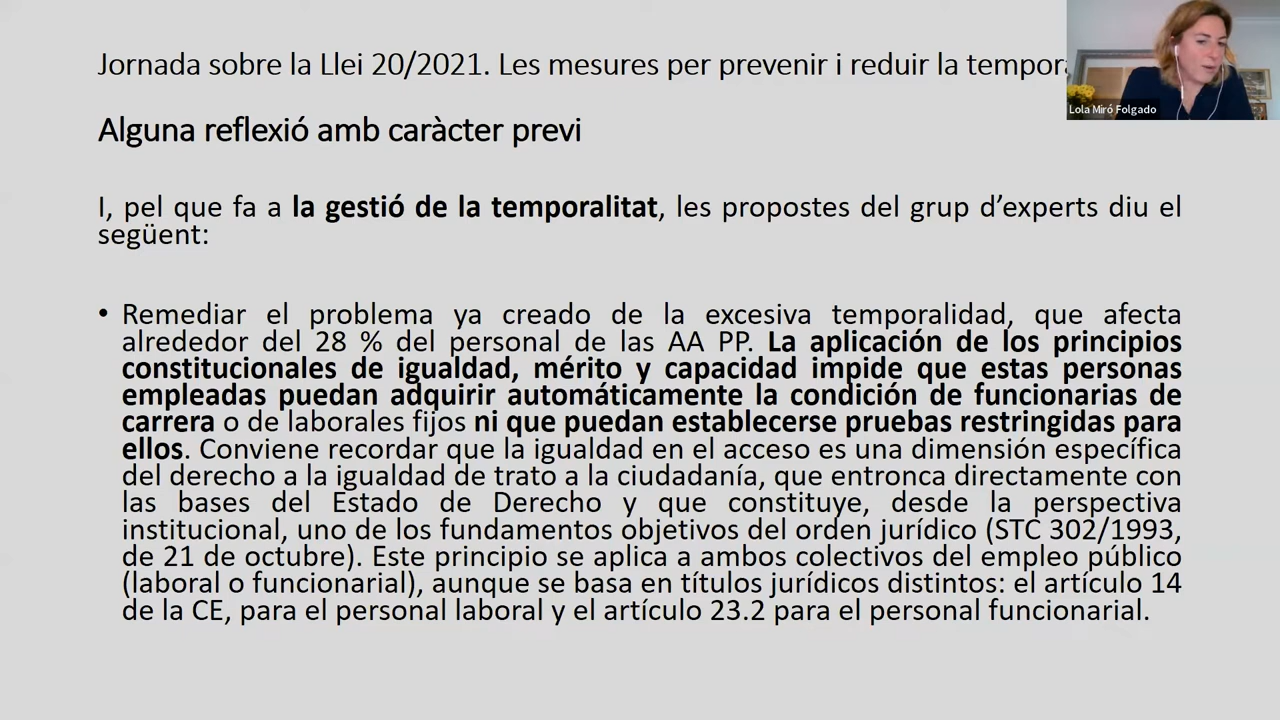 Jornada sobre la Llei 20/2021. Les mesures per prevenir i reduir la
Lola Miró Folgado
Alguna reflexió amb caràcter previ
I, pel que fa a la gestió de la temporalitat, les propostes del grup d’experts diu el
següent:
• Remediar el problema ya creado de la excesiva temporalidad, que afecta
alrededor del 28 % del personal de las AA PP. La aplicación de los principios
constitucionales de igualdad, mérito y capacidad impide que estas personas
empleadas puedan adquirir automáticamente la condición de funcionarias de
carrera o de laborales fijos ni que puedan establecerse pruebas restringidas para
ellos. Conviene recordar que la igualdad en el acceso es una dimensión específica
del derecho a la igualdad de trato a la ciudadanía, que entronca directamente con
las bases del Estado de Derecho y que constituye, desde la perspectiva
institucional, uno de los fundamentos objetivos del orden jurídico (STC 302/1993,
de 21 de octubre). Este principio se aplica a ambos colectivos del empleo público
(laboral o funcionarial), aunque se basa en títulos jurídicos distintos: el artículo 14
de la CE, para el personal laboral y el artículo 23.2 para el personal funcionarial.